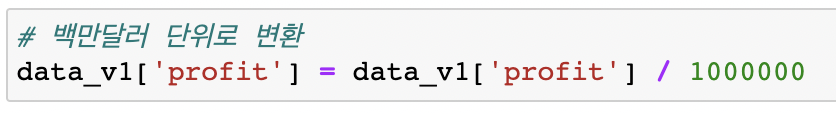 # 백만달러 단위로 변환
data_v1['profit'] = data_v1['profit'] / 1000000